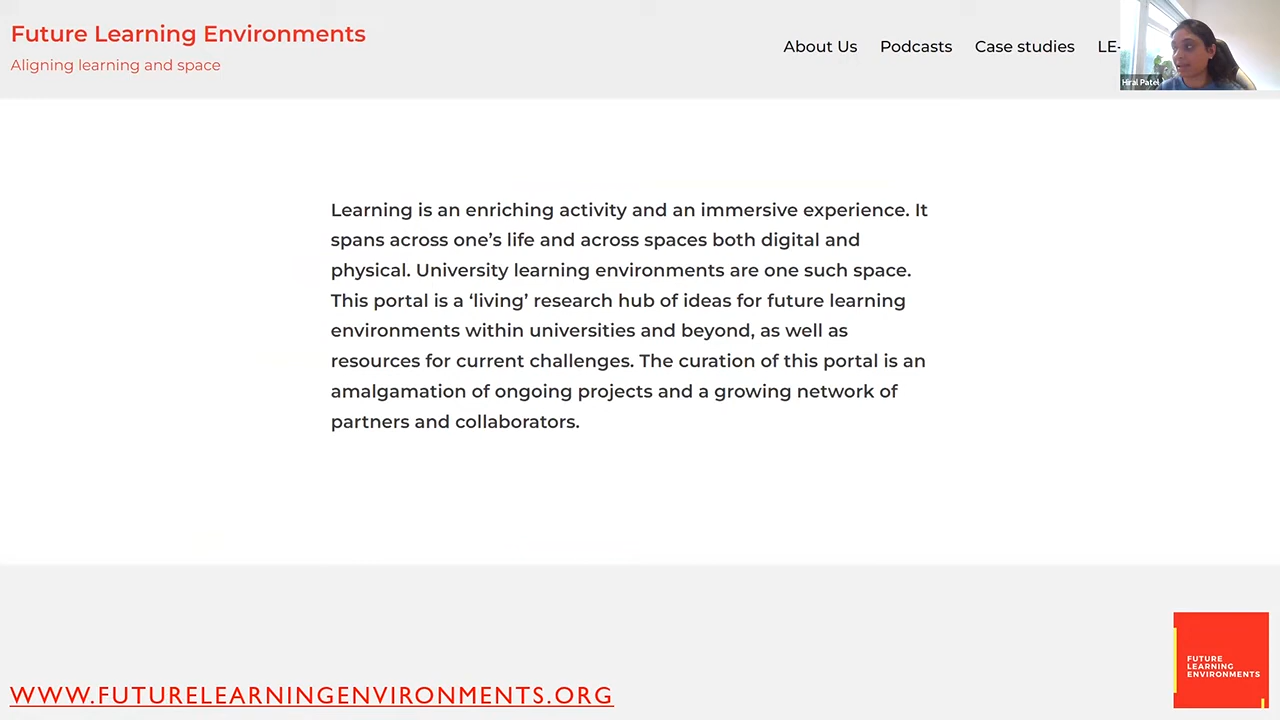 Future Learning Environments
Aligning learning and space
About Us Podcasts Case studies LE-
Hiral Patel
Learning is an enriching activity and an immersive experience. It
spans across one’s life and across spaces both digital and
physical. University learning environments are one such space.
This portal is a ‘living’ research hub of ideas for future learning
environments within universities and beyond, as well as
resources for current challenges. The curation of this portal is an
amalgamation of ongoing projects and a growing network of
partners and collaborators.
FUTURE
LEARNING
ENVIRONMENTS
WWW.FUTURELEARNINGENVIRONMENTS.ORG